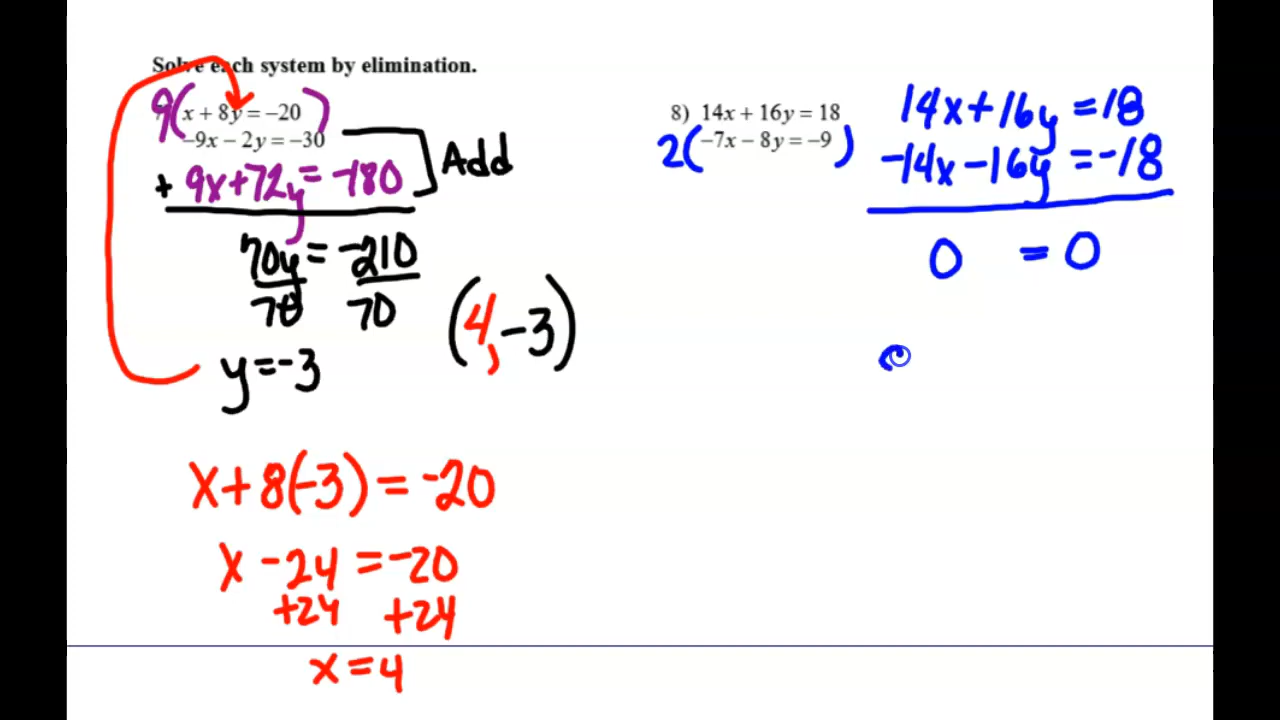 Solve each system by elimination.
9(x + 8y = −20)
−9x − 2y = −30
+ 9x+72y= -180
Add
70y = -210
70 70
y=-3
(4,-3)
x+8(-3) = -20
x -24 =-20
+24 +24
x=4
8) 14x + 16y = 18
2(−7x − 8y = −9)
14x+16y =18
-14x-16y =-18
0 = 0